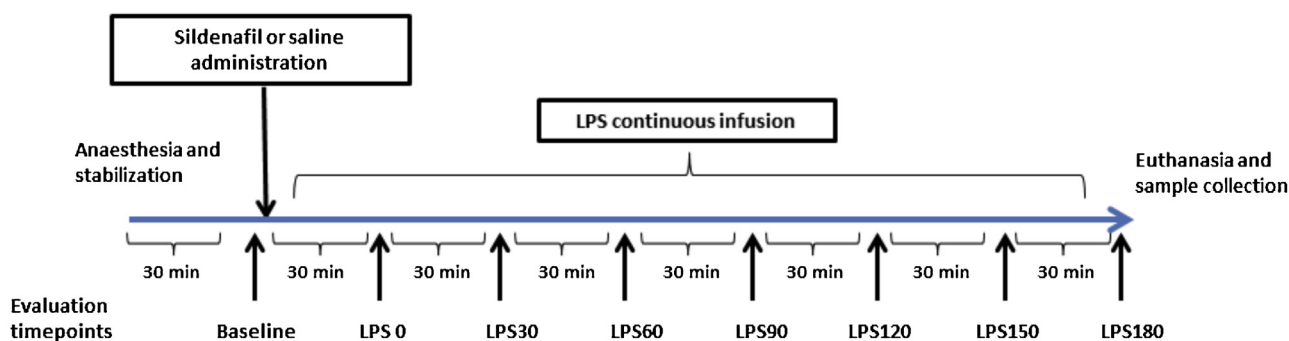 Sildenafil or saline
administration
LPS continuous infusion
Anaesthesia and
stabilization
Euthanasia and
sample collection
30 min 30 min 30 min 30 min 30 min 30 min 30 min 30 min
Evaluation
timepoints
Baseline LPS 0 LPS30 LPS60 LPS90 LPS120 LPS150 LPS180